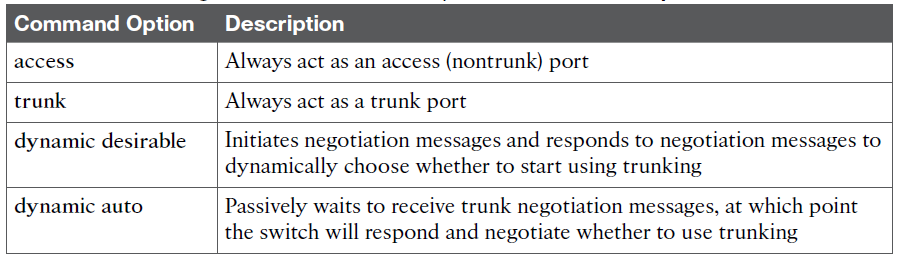 Command Option Description
access Always act as an access (nontrunk) port
trunk Always act as a trunk port
dynamic desirable Initiates negotiation messages and responds to negotiation messages to
dynamically choose whether to start using trunking
dynamic auto Passively waits to receive trunk negotiation messages, at which point
the switch will respond and negotiate whether to use trunking